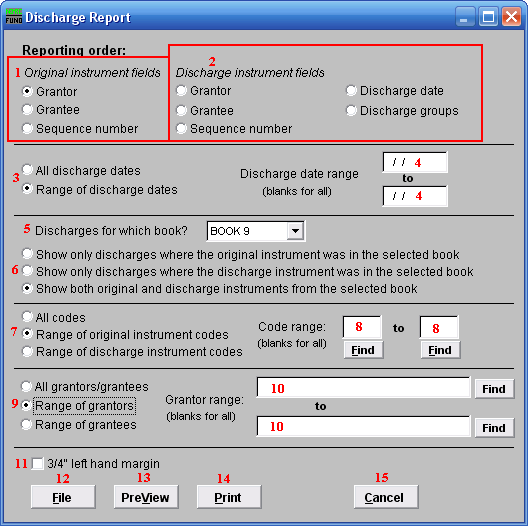 FUND Discharge Report
Reporting order:
1 Original instrument fields
Grantor
Grantee
Sequence number
2
Discharge instrument fields
Grantor Discharge date
Grantee Discharge groups
Sequence number
3 All discharge dates
Range of discharge dates
Discharge date range
(blanks for all)
/ / 4
to
/ / 4
5 Discharges for which book? BOOK 9
6 Show only discharges where the original instrument was in the selected book
Show only discharges where the discharge instrument was in the selected book
Show both original and discharge instruments from the selected book
7 All codes
Range of original instrument codes
Range of discharge instrument codes
Code range: 8 to 8
(blanks for all) Find Find
9 All grantors/grantees
Range of grantors
Range of grantees
Grantor range:
(blanks for all)
10 Find
to
10 Find
11 3/4" left hand margin
12 13 14 15
File PreView Print Cancel